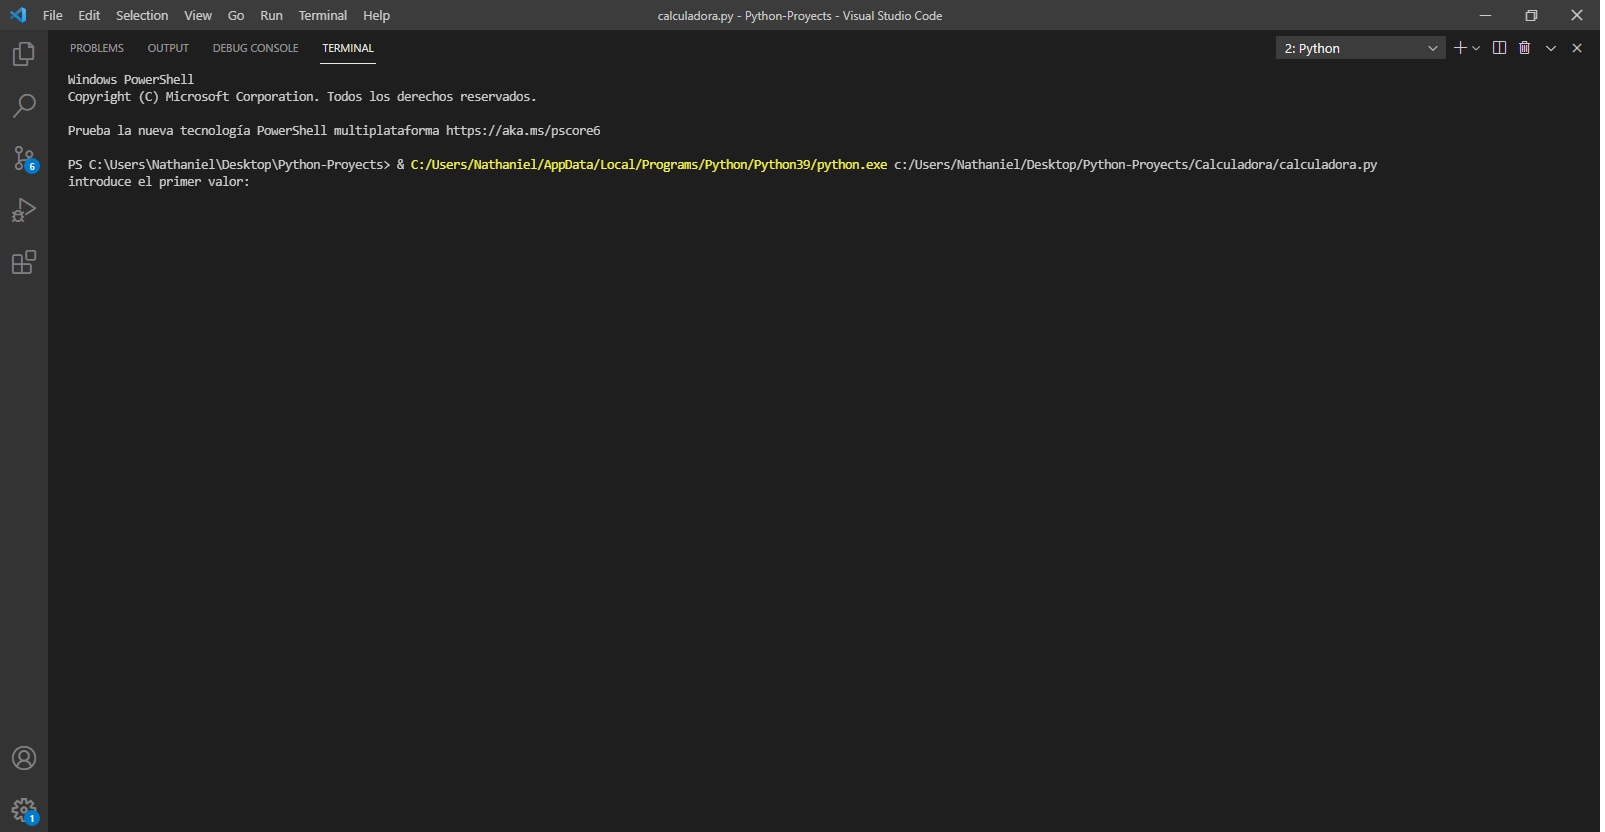 File Edit Selection View Go Run Terminal Help calculadora.py - Python-Proyects - Visual Studio Code
PROBLEMS OUTPUT DEBUG CONSOLE TERMINAL 2: Python
Windows PowerShell
Copyright (C) Microsoft Corporation. Todos los derechos reservados.
Prueba la nueva tecnología PowerShell multiplataforma https://aka.ms/pscore6
PS C:\Users\Nathaniel\Desktop\Python-Proyects> & C:/Users/Nathaniel/AppData/Local/Programs/Python/Python39/python.exe c:/Users/Nathaniel/Desktop/Python-Proyects/Calculadora/calculadora.py
introduce el primer valor:
6
1